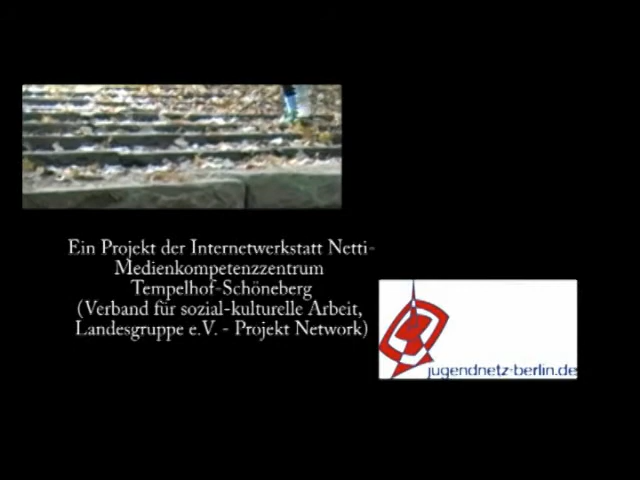 Ein Projekt der Internetwerkstatt Netti-
Medienkompetenzzentrum
Tempelhof-Schöneberg
(Verband für sozial-kulturelle Arbeit,
Landesgruppe e.V. - Projekt Network)
jugendnetz-berlin.de